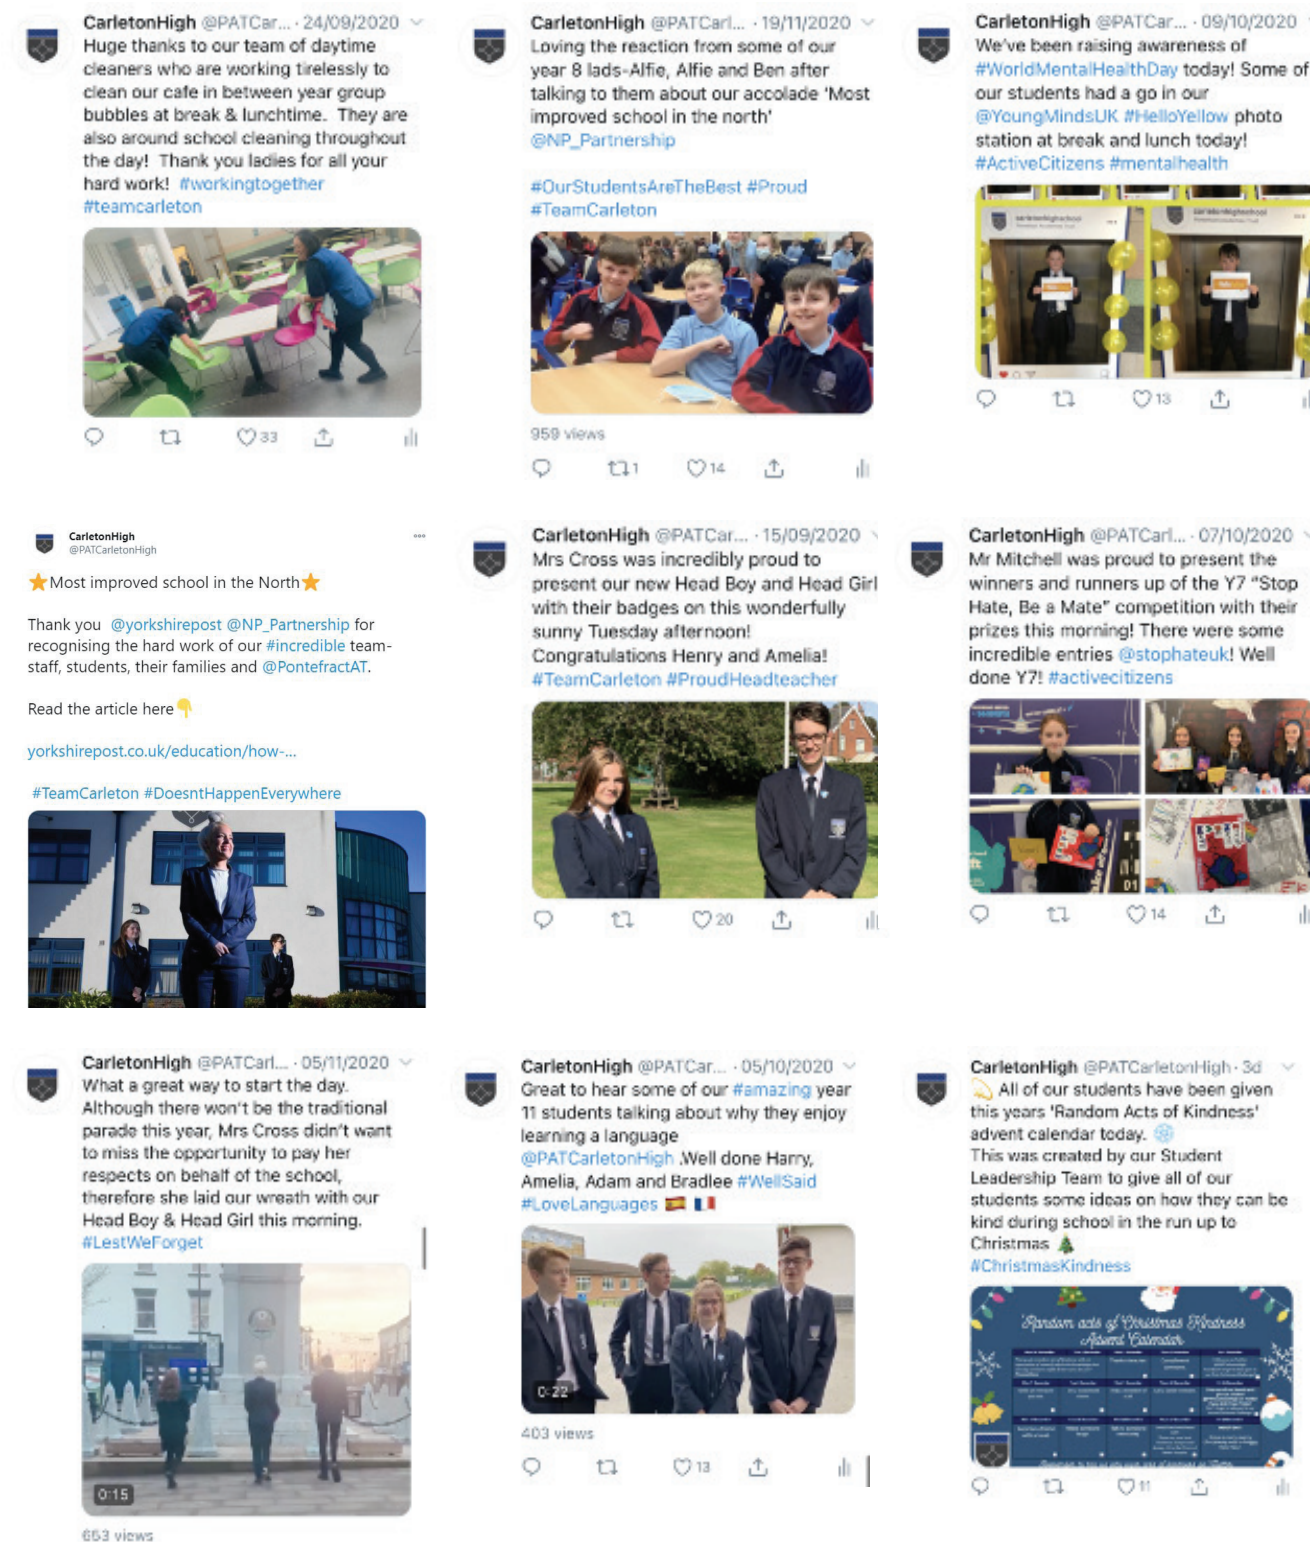 CarletonHigh @PATCar... · 24/09/2020
Huge thanks to our team of daytime
cleaners who are working tirelessly to
clean our cafe in between year group
bubbles at break & lunchtime. They are
also around school cleaning throughout
the day! Thank you ladies for all your
hard work! #workingtogether
#teamcarleton
33
CarletonHigh @PATCarl... · 19/11/2020
Loving the reaction from some of our
year 8 lads-Alfie, Alfie and Ben after
talking to them about our accolade 'Most
improved school in the north'
@NP_Partnership
#OurStudentsAreTheBest #Proud
#TeamCarleton
959 views
1 14
CarletonHigh @PATCar... · 09/10/2020
We've been raising awareness of
#WorldMentalHealthDay today! Some of
our students had a go in our
@YoungMindsUK #HelloYellow photo
station at break and lunch today!
#ActiveCitizens #mentalhealth
carletonhighschool
carletonhighschool
13
CarletonHigh
@PATCarletonHigh
⭐Most improved school in the North⭐
Thank you @yorkshirepost @NP_Partnership for
recognising the hard work of our #incredible team-
staff, students, their families and @PontefractAT.
Read the article here👇
yorkshirepost.co.uk/education/how-...
#TeamCarleton #DoesntHappenEverywhere
CarletonHigh @PATCar... · 15/09/2020
Mrs Cross was incredibly proud to
present our new Head Boy and Head Girl
with their badges on this wonderfully
sunny Tuesday afternoon!
Congratulations Henry and Amelia!
#TeamCarleton #ProudHeadteacher
20
CarletonHigh @PATCarl... · 07/10/2020
Mr Mitchell was proud to present the
winners and runners up of the Y7 “Stop
Hate, Be a Mate” competition with their
prizes this morning! There were some
incredible entries @stophateuk! Well
done Y7! #activecitizens
01
14
CarletonHigh @PATCarl... · 05/11/2020
What a great way to start the day.
Although there won't be the traditional
parade this year, Mrs Cross didn't want
to miss the opportunity to pay her
respects on behalf of the school,
therefore she laid our wreath with our
Head Boy & Head Girl this morning.
#LestWeForget
0:15
653 views
CarletonHigh @PATCar... · 05/10/2020
Great to hear some of our #amazing year
11 students talking about why they enjoy
learning a language
@PATCarletonHigh .Well done Harry,
Amelia, Adam and Bradlee #WellSaid
#LoveLanguages 🇪🇸 🇫🇷
0:22
403 views
13
CarletonHigh @PATCarletonHigh · 3d
💫 All of our students have been given
this years 'Random Acts of Kindness'
advent calendar today. ❄️
This was created by our Student
Leadership Team to give all of our
students some ideas on how they can be
kind during school in the run up to
Christmas 🎄
#ChristmasKindness
Random acts of Christmas Kindness
Advent Calendar
11